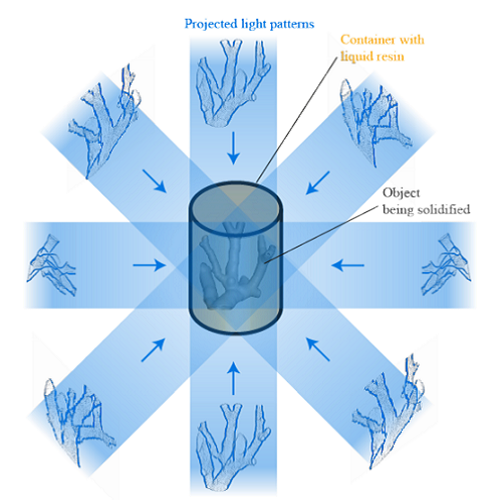 Projected light patterns
Container with
liquid resin
Object
being solidified